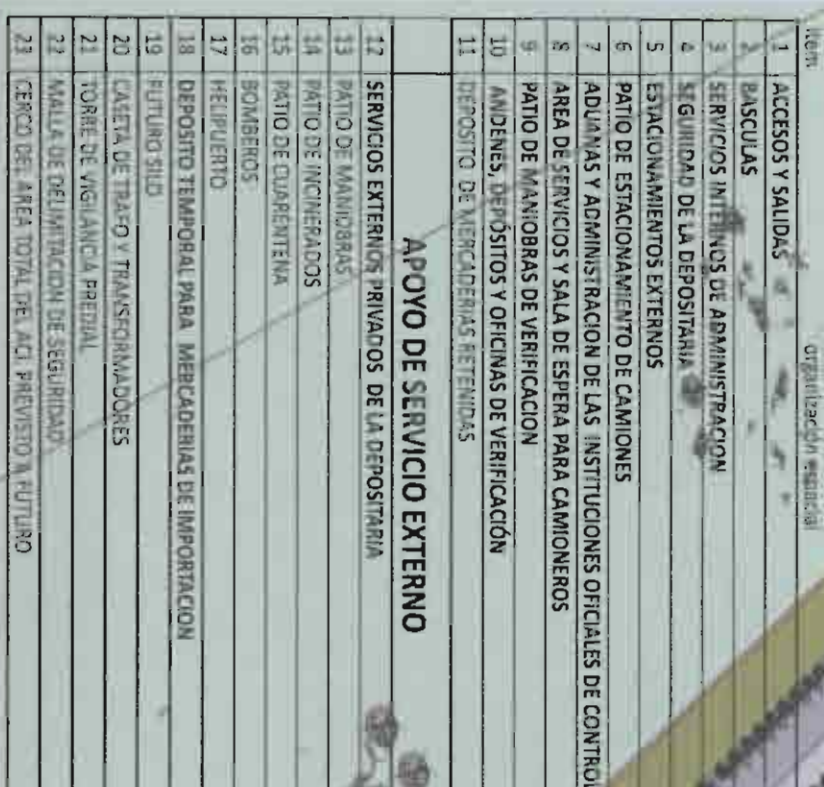 Item organización espacial
1 ACCESOS Y SALIDAS
2 BASCULAS
3 SERVICIOS INTERNOS DE ADMINISTRACION
4 SEGURIDAD DE LA DEPOSITARIA
5 ESTACIONAMIENTOS EXTERNOS
6 PATIO DE ESTACIONAMIENTO DE CAMIONES
7 ADUANAS Y ADMINISTRACION DE LAS INSTITUCIONES OFICIALES DE CONTROL
8 AREA DE SERVICIOS Y SALA DE ESPERA PARA CAMIONEROS
9 PATIO DE MANIOBRAS DE VERIFICACION
10 ANDENES, DEPÓSITOS Y OFICINAS DE VERIFICACIÓN
11 DEPOSITO DE MERCADERIAS RETENIDAS
APOYO DE SERVICIO EXTERNO
12 SERVICIOS EXTERNOS PRIVADOS DE LA DEPOSITARIA
13 PATIO DE MANIOBRAS
14 PATIO DE INCINERADOS
15 PATIO DE CUARENTENA
16 BOMBEROS
17 HELIPUERTO
18 DEPOSITO TEMPORAL PARA MERCADERIAS DE IMPORTACION
19 FUTURO SILO
20 CASETA DE TRAFO Y TRANSFORMADORES
21 TORRE DE VIGILANCIA PREDIAL
22 MALLA DE DELIMITACION DE SEGURIDAD
23 CERCO DEL AREA TOTAL DEL ACI. PREVISTO A FUTURO